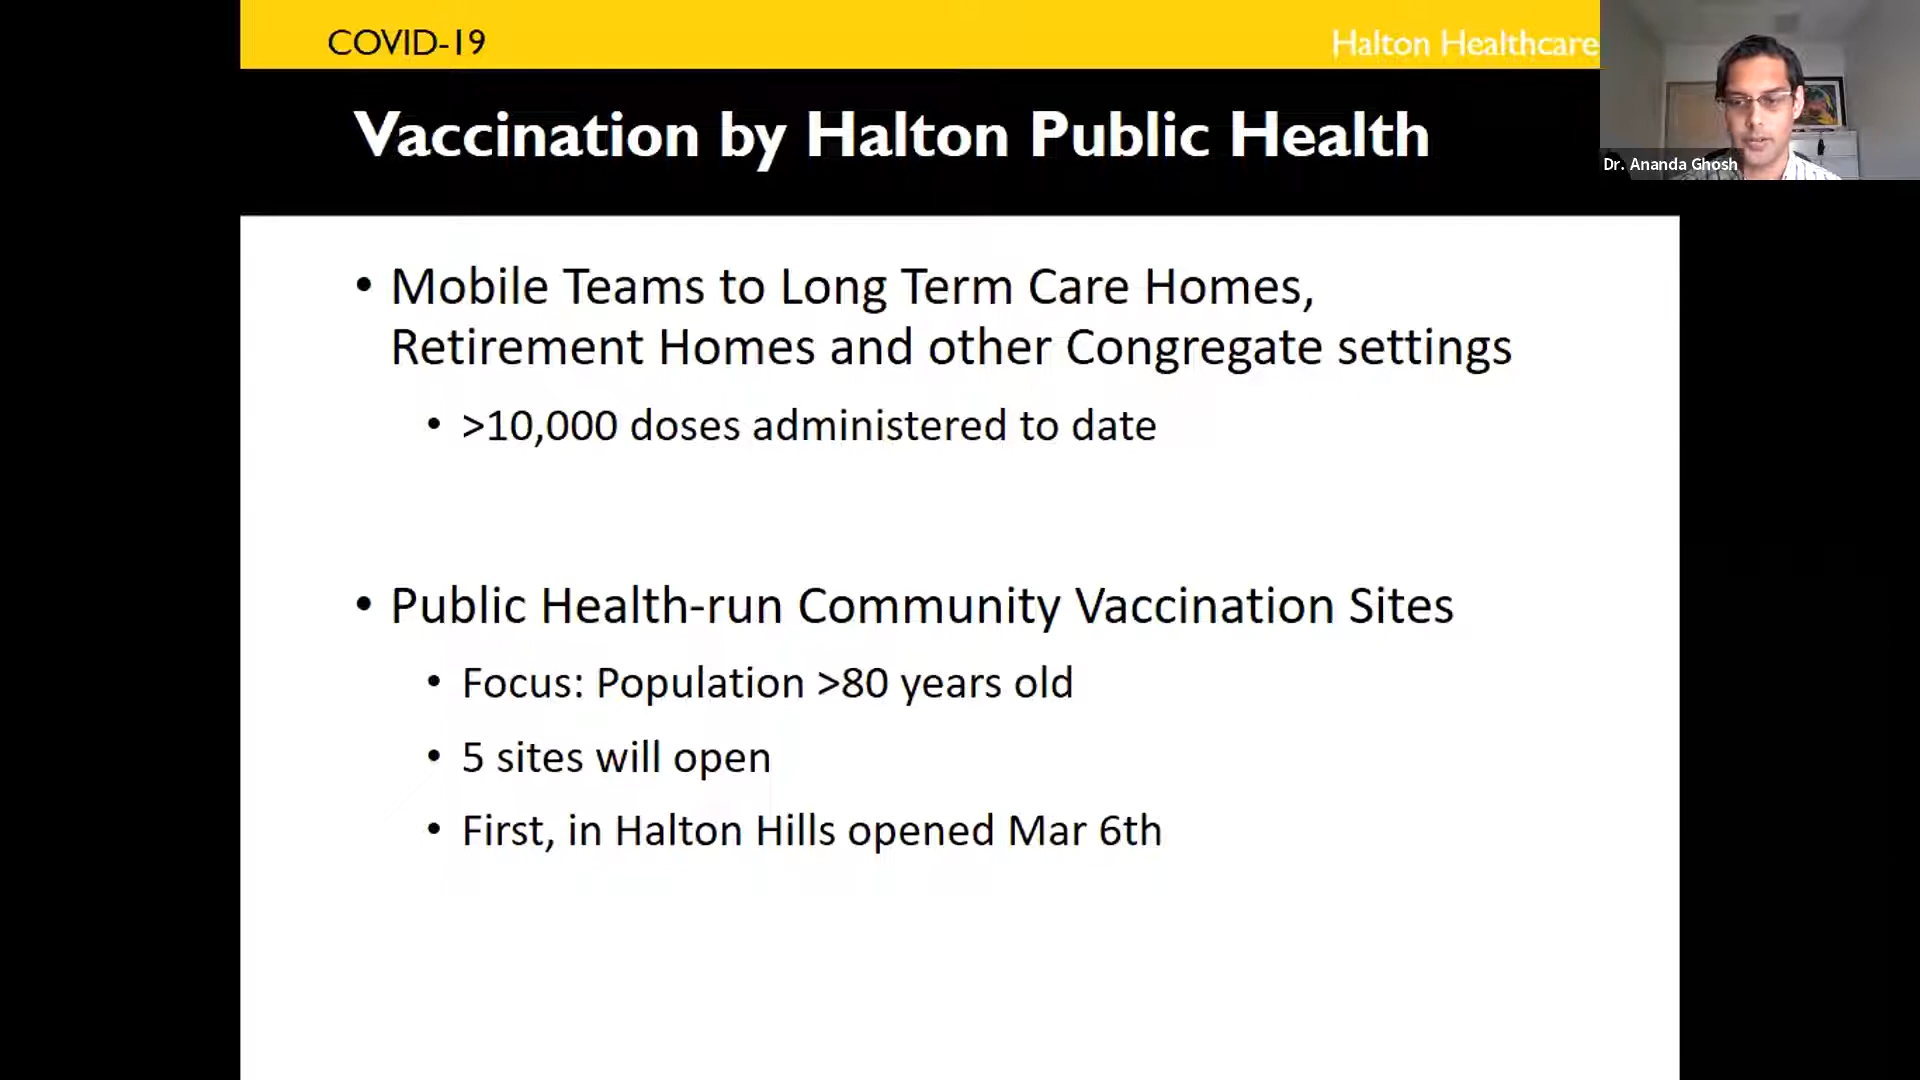 COVID-19
Halton Healthcare
Dr. Ananda Ghosh
Vaccination by Halton Public Health
• Mobile Teams to Long Term Care Homes,
Retirement Homes and other Congregate settings
• >10,000 doses administered to date
• Public Health-run Community Vaccination Sites
• Focus: Population >80 years old
• 5 sites will open
• First, in Halton Hills opened Mar 6th